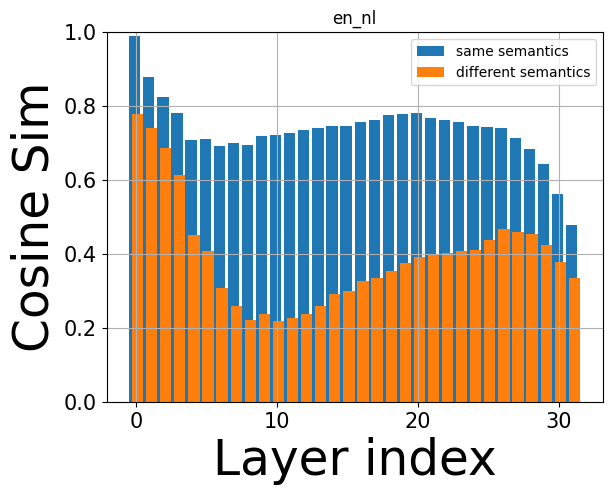 en_nl
same semantics
different semantics
Cosine Sim
1.0
0.8
0.6
0.4
0.2
0.0
0 10 20 30
Layer index